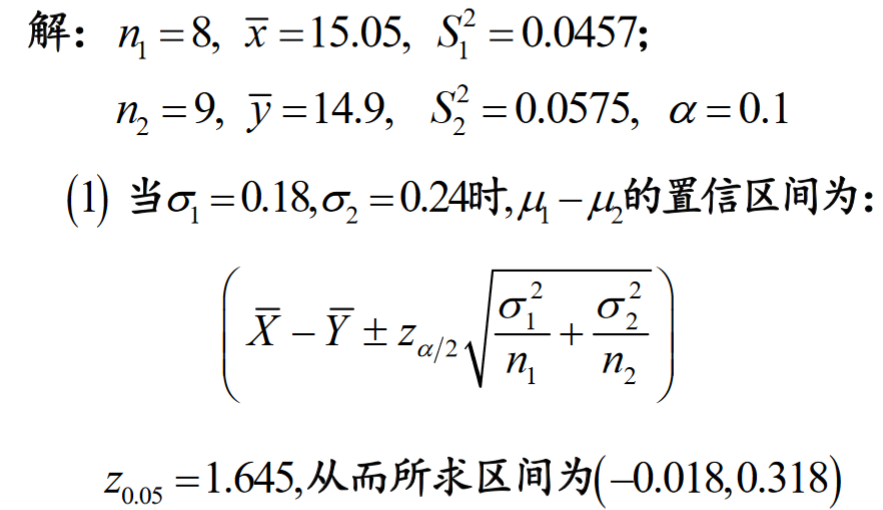 解：n₁ = 8, x̄ = 15.05, S₁² = 0.0457;
n₂ = 9, ȳ = 14.9, S₂² = 0.0575, α = 0.1
(1) 当σ₁ = 0.18,σ₂ = 0.24时,μ₁ − μ₂的置信区间为：
(X̄ − Ȳ ± z_{α/2}√(σ₁²/n₁ + σ₂²/n₂))
z₀.₀₅ = 1.645,从而所求区间为(−0.018,0.318)